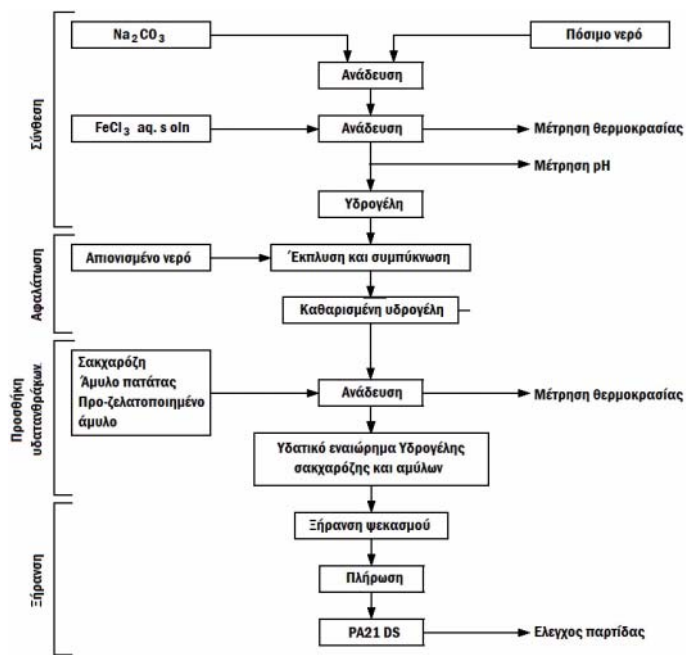 Na2CO3
Πόσιμο νερό
Ανάδευση
Σύνθεση
FeCl3 aq. s oln
Ανάδευση
Μέτρηση θερμοκρασίας
Μέτρηση pH
Υδρογέλη
Αφαλάτωση
Απιονισμένο νερό
Έκπλυση και συμπύκνωση
Καθαρισμένη υδρογέλη
Προσθήκη
υδατανθράκων.
Σακχαρόζη
Άμυλο πατάτας
Προ-ζελατοποιημένο
άμυλο
Ανάδευση
Μέτρηση θερμοκρασίας
Υδατικό εναιώρημα Υδρογέλης
σακχαρόζης και αμύλων
Ξήρανση
Ξήρανση ψεκασμού
Πλήρωση
PA21 DS
Ελεγχος παρτίδας